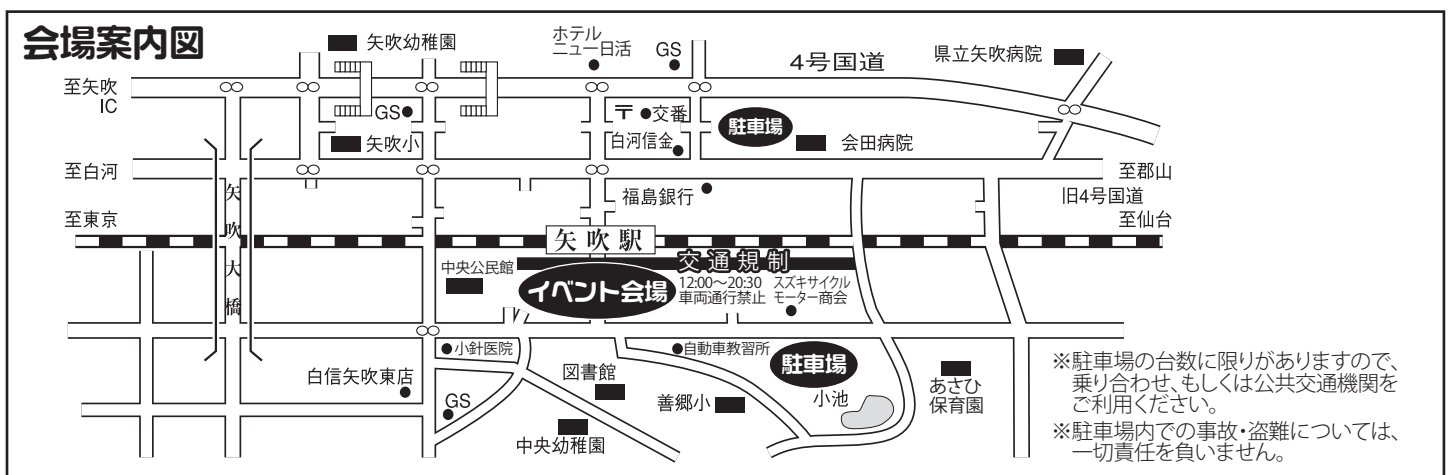 会場案内図
矢吹幼稚園
ホテル
ニュー日活
GS
4号国道
県立矢吹病院
至矢吹
IC
GS
〒
交番
駐車場
矢吹小
白河信金
会田病院
至白河
至郡山
矢吹大橋
福島銀行
旧4号国道
至東京
至仙台
矢吹駅
中央公民館
交通規制
イベント会場
12:00～20:30
車両通行禁止
スズキサイクル
モーター商会
小針医院
自動車教習所
駐車場
白信矢吹東店
図書館
あさひ
保育園
GS
善郷小
小池
中央幼稚園
※駐車場の台数に限りがありますので、
乗り合わせ、もしくは公共交通機関を
ご利用ください。
※駐車場内での事故・盗難については、
一切責任を負いません。